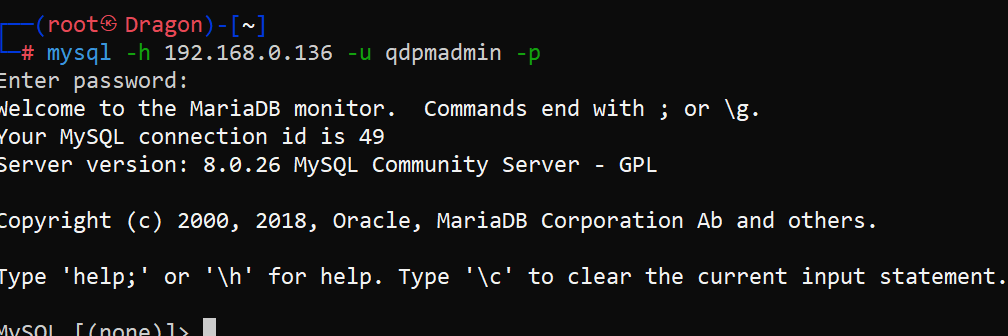 (root㉿Dragon)-[~]
# mysql -h 192.168.0.136 -u qdpmadmin -p
Enter password:
Welcome to the MariaDB monitor.  Commands end with ; or \g.
Your MySQL connection id is 49
Server version: 8.0.26 MySQL Community Server - GPL
Copyright (c) 2000, 2018, Oracle, MariaDB Corporation Ab and others.
Type 'help;' or '\h' for help. Type '\c' to clear the current input statement.
MySQL [(none)]>